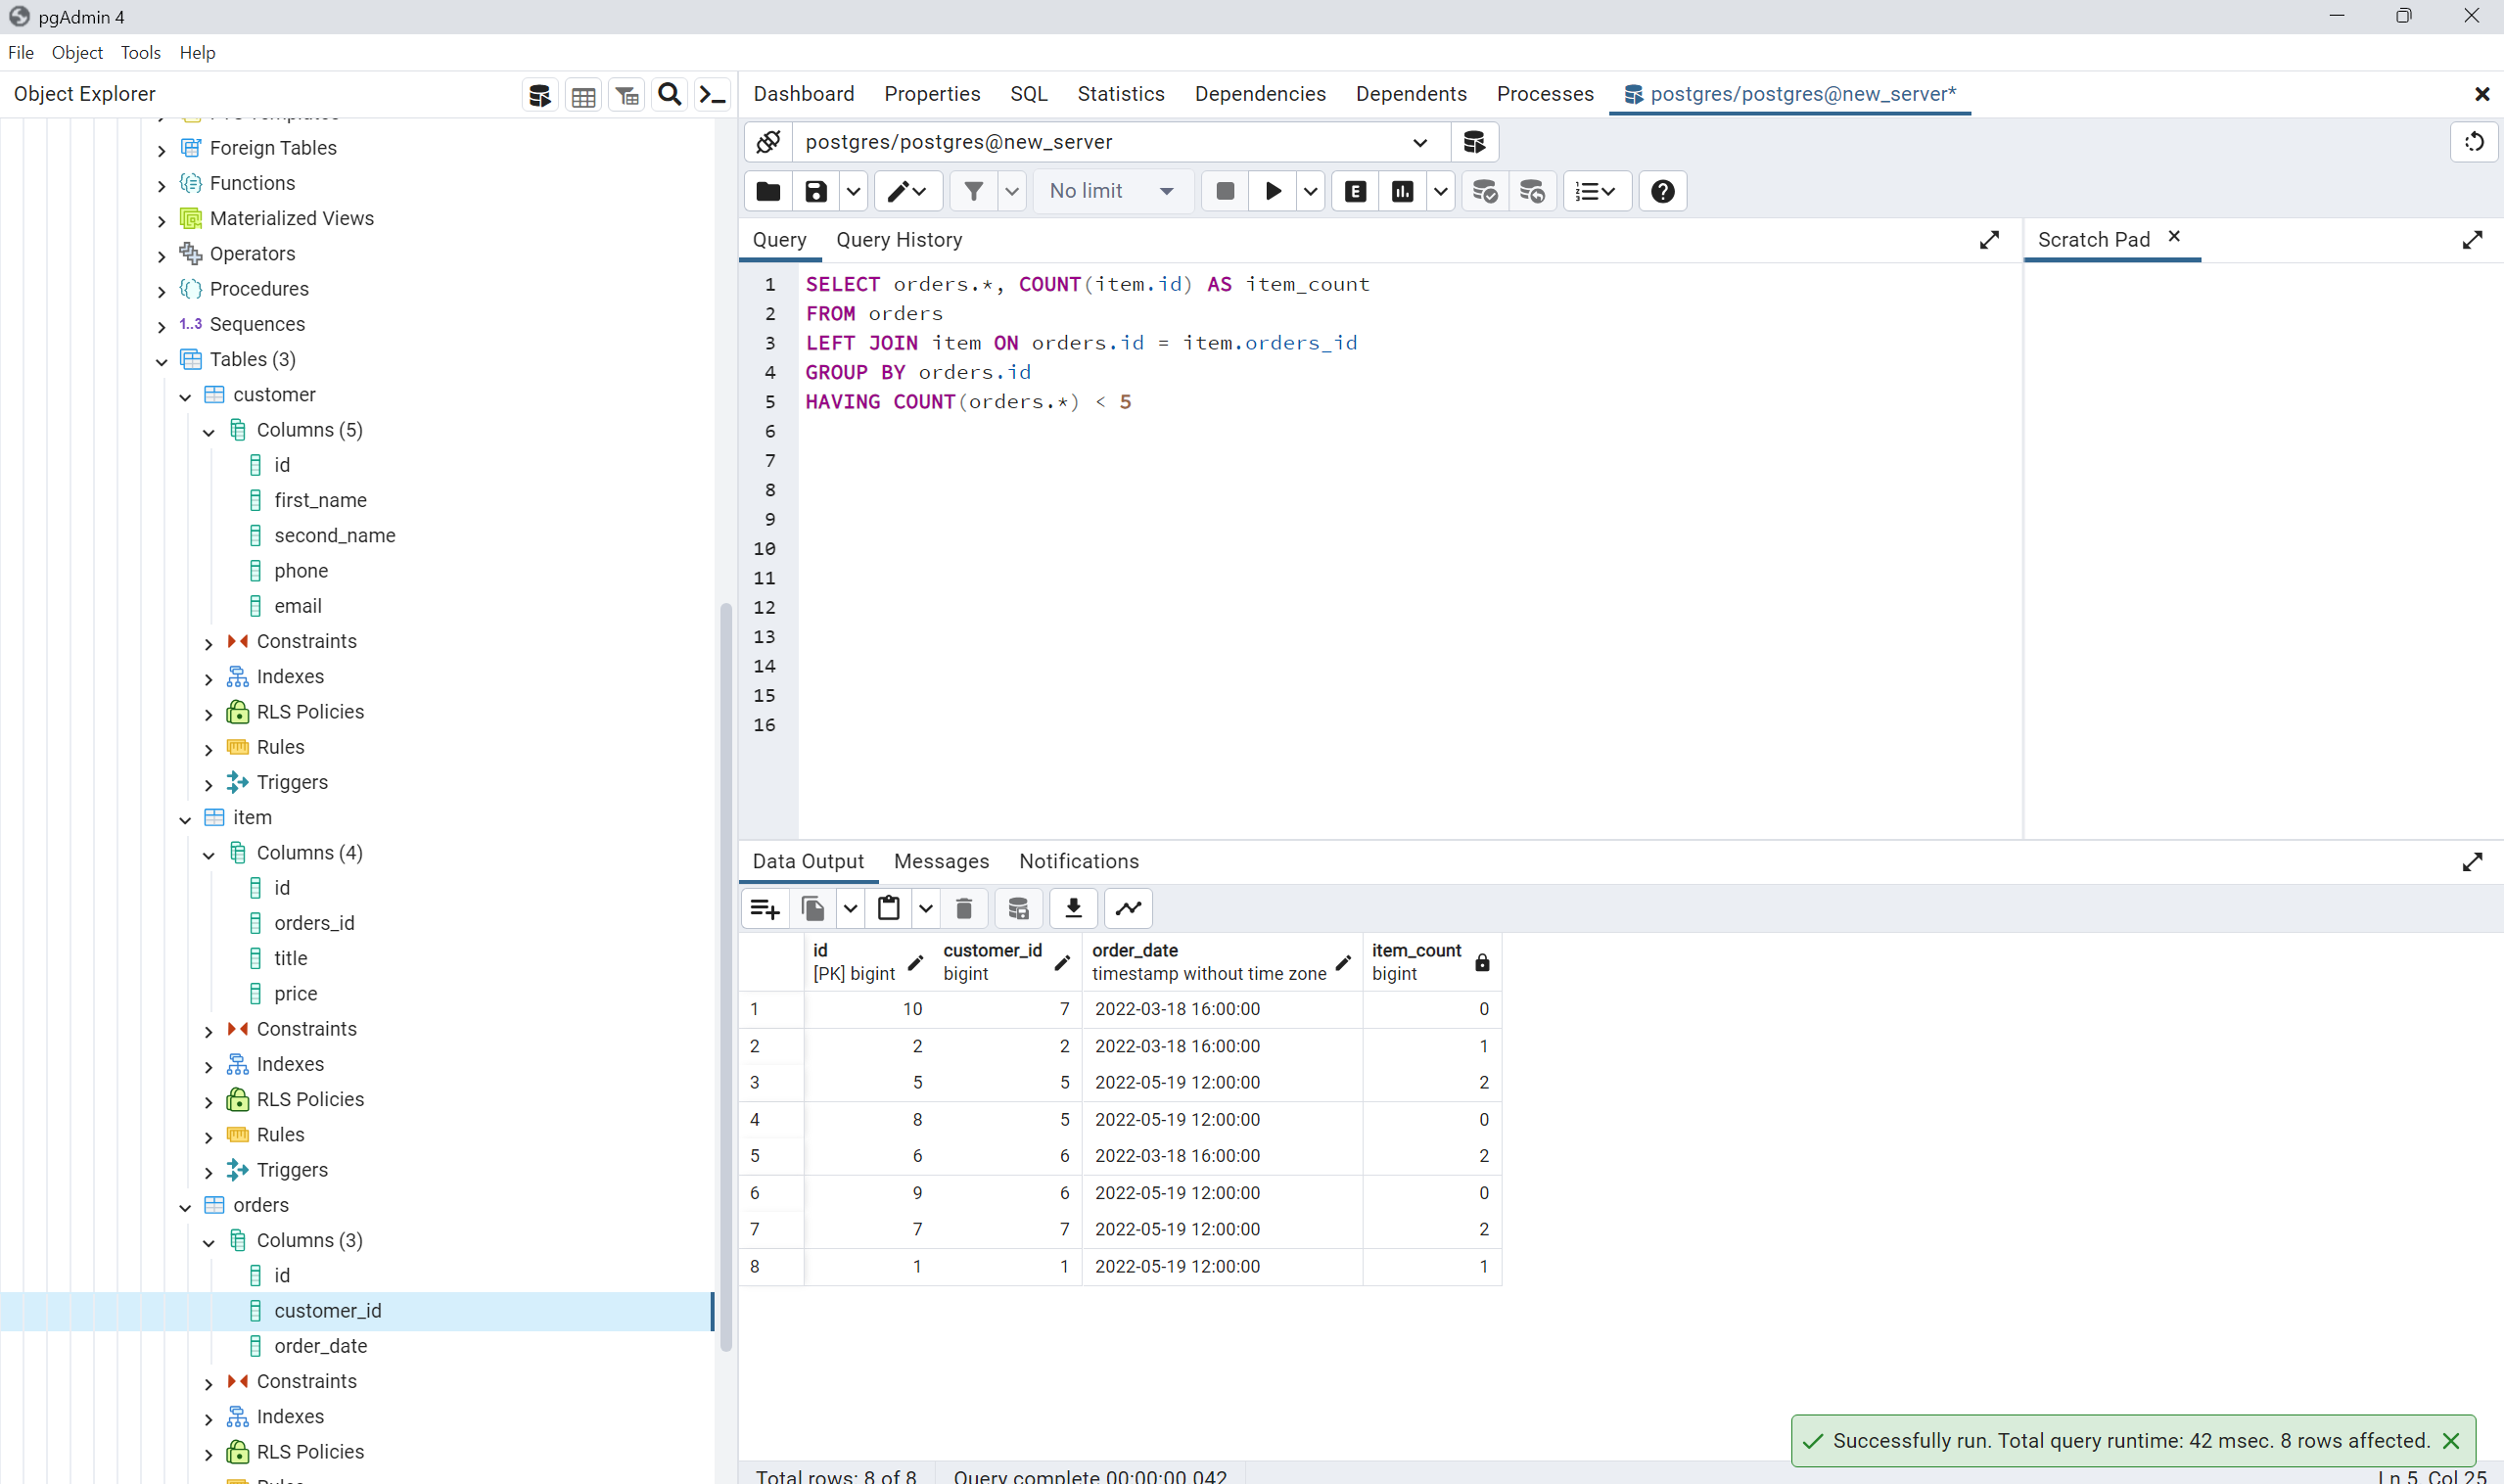 pgAdmin 4
File Object Tools Help
Object Explorer
Foreign Tables
Functions
Materialized Views
Operators
Procedures
1..3 Sequences
Tables (3)
customer
Columns (5)
id
first_name
second_name
phone
email
Constraints
Indexes
RLS Policies
Rules
Triggers
item
Columns (4)
id
orders_id
title
price
Constraints
Indexes
RLS Policies
Rules
Triggers
orders
Columns (3)
id
customer_id
order_date
Constraints
Indexes
RLS Policies
Dashboard Properties SQL Statistics Dependencies Dependents Processes postgres/postgres@new_server*
postgres/postgres@new_server
No limit E
Query Query History
Scratch Pad
1 SELECT orders.*, COUNT(item.id) AS item_count
2 FROM orders
3 LEFT JOIN item ON orders.id = item.orders_id
4 GROUP BY orders.id
5 HAVING COUNT(orders.*) < 5
6
7
8
9
10
11
12
13
14
15
16
Data Output Messages Notifications
id customer_id order_date item_count
[PK] bigint bigint timestamp without time zone bigint
1 10 7 2022-03-18 16:00:00 0
2 2 2 2022-03-18 16:00:00 1
3 5 5 2022-05-19 12:00:00 2
4 8 5 2022-05-19 12:00:00 0
5 6 6 2022-03-18 16:00:00 2
6 9 6 2022-05-19 12:00:00 0
7 7 7 2022-05-19 12:00:00 2
8 1 1 2022-05-19 12:00:00 1
Successfully run. Total query runtime: 42 msec. 8 rows affected.
Total rows: 8 of 8 Query complete 00:00:00.042 Ln 5, Col 25